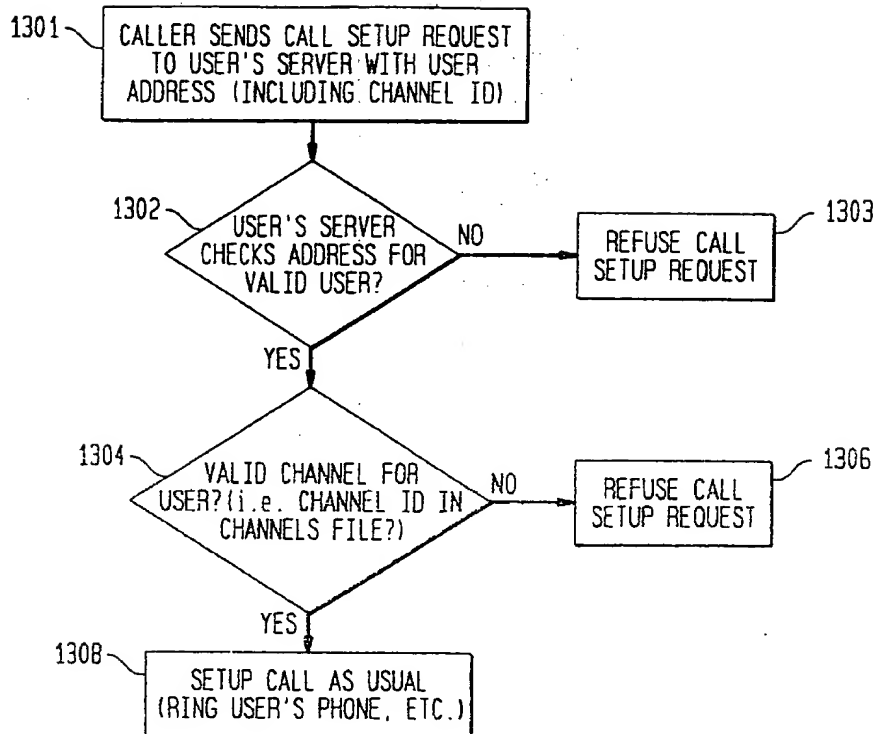 1301
CALLER SENDS CALL SETUP REQUEST
TO USER'S SERVER WITH USER
ADDRESS (INCLUDING CHANNEL ID)
1302
USER'S SERVER
CHECKS ADDRESS FOR
VALID USER?
NO
1303
REFUSE CALL
SETUP REQUEST
YES
1304
VALID CHANNEL FOR
USER?(i.e. CHANNEL ID IN
CHANNELS FILE?)
NO
1306
REFUSE CALL
SETUP REQUEST
YES
1308
SETUP CALL AS USUAL
(RING USER'S PHONE, ETC.)